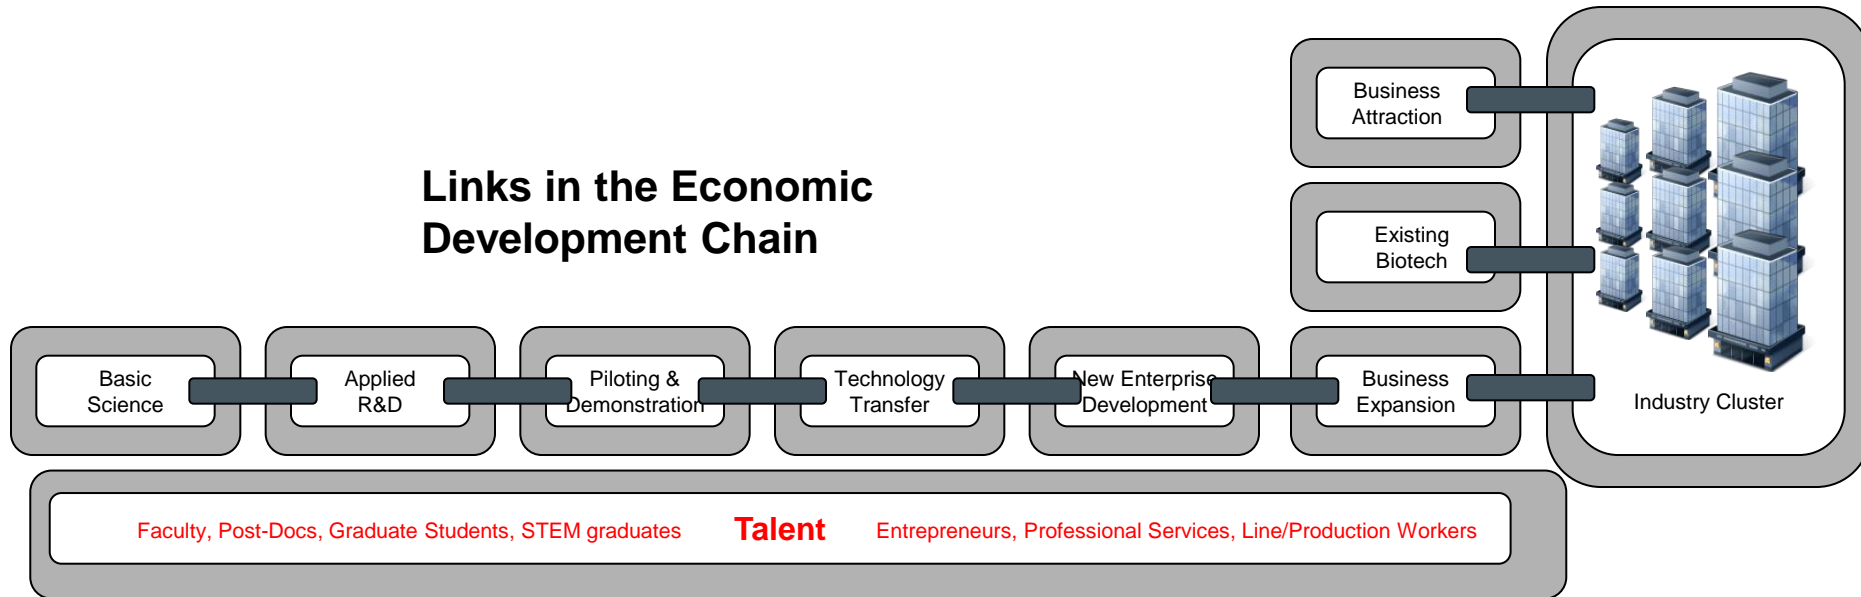 Links in the Economic
Development Chain
Business
Attraction
Existing
Biotech
Basic
Science
Applied
R&D
Piloting &
Demonstration
Technology
Transfer
New Enterprise
Development
Business
Expansion
Industry Cluster
Faculty, Post-Docs, Graduate Students, STEM graduates Talent Entrepreneurs, Professional Services, Line/Production Workers